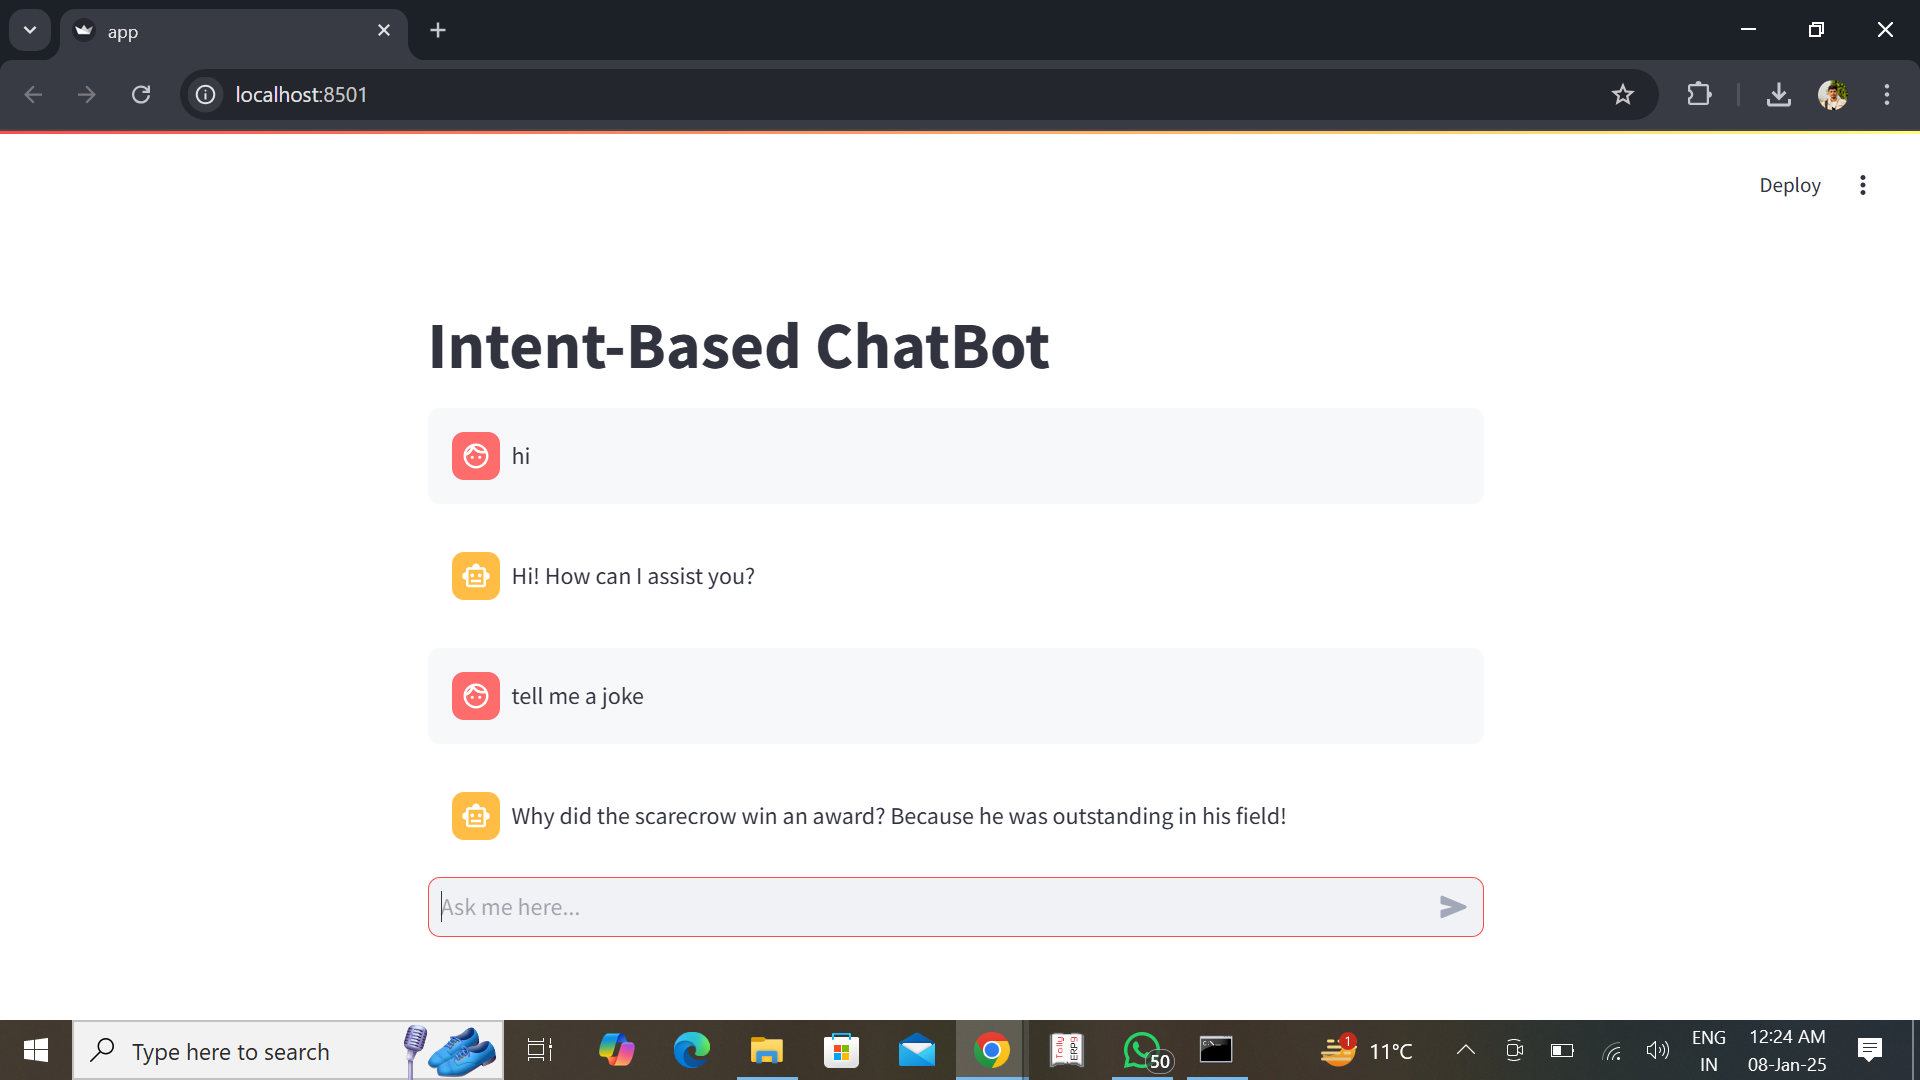 app
localhost:8501
Deploy
Intent-Based ChatBot
hi
Hi! How can I assist you?
tell me a joke
Why did the scarecrow win an award? Because he was outstanding in his field!
Ask me here...
Type here to search
Tally
ERP9
50
1
11°C
ENG
IN
12:24 AM
08-Jan-25